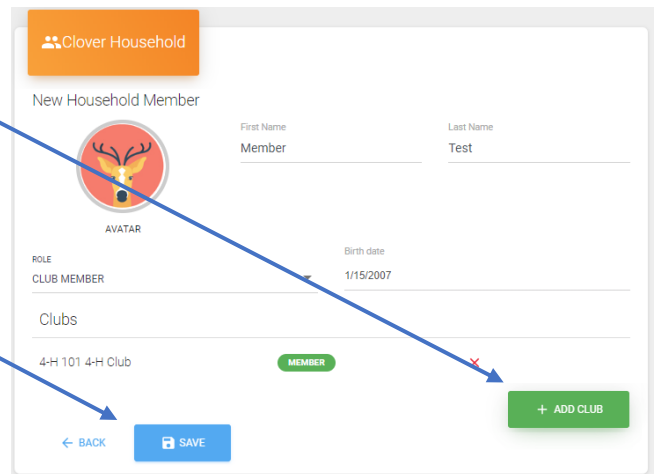 Clover Household
New Household Member
First Name
Last Name
Member
Test
AVATAR
ROLE
Birth date
CLUB MEMBER
1/15/2007
Clubs
4-H 101 4-H Club
MEMBER
+ ADD CLUB
← BACK
SAVE